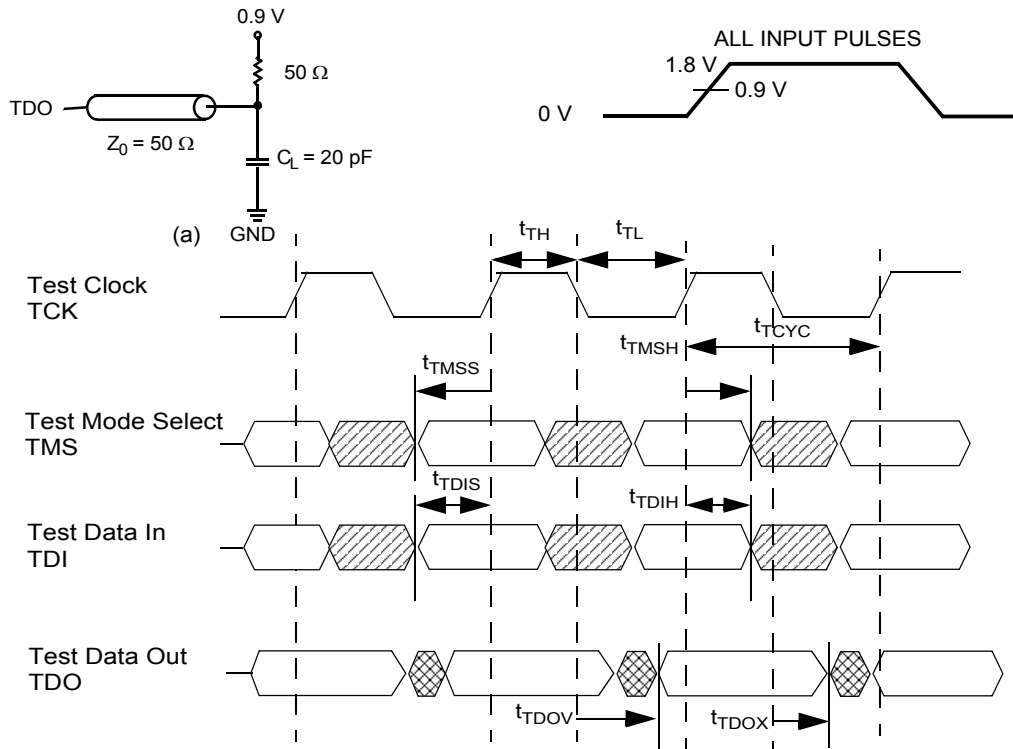 0.9 V
50 Ω
TDO
Z0 = 50 Ω
CL = 20 pF
(a)
GND
ALL INPUT PULSES
1.8 V
0.9 V
0 V
tTH
tTL
Test Clock
TCK
tTMSH
tTCYC
tTMSS
Test Mode Select
TMS
tTDIS
tTDIH
Test Data In
TDI
Test Data Out
TDO
tTDOV
tTDOX